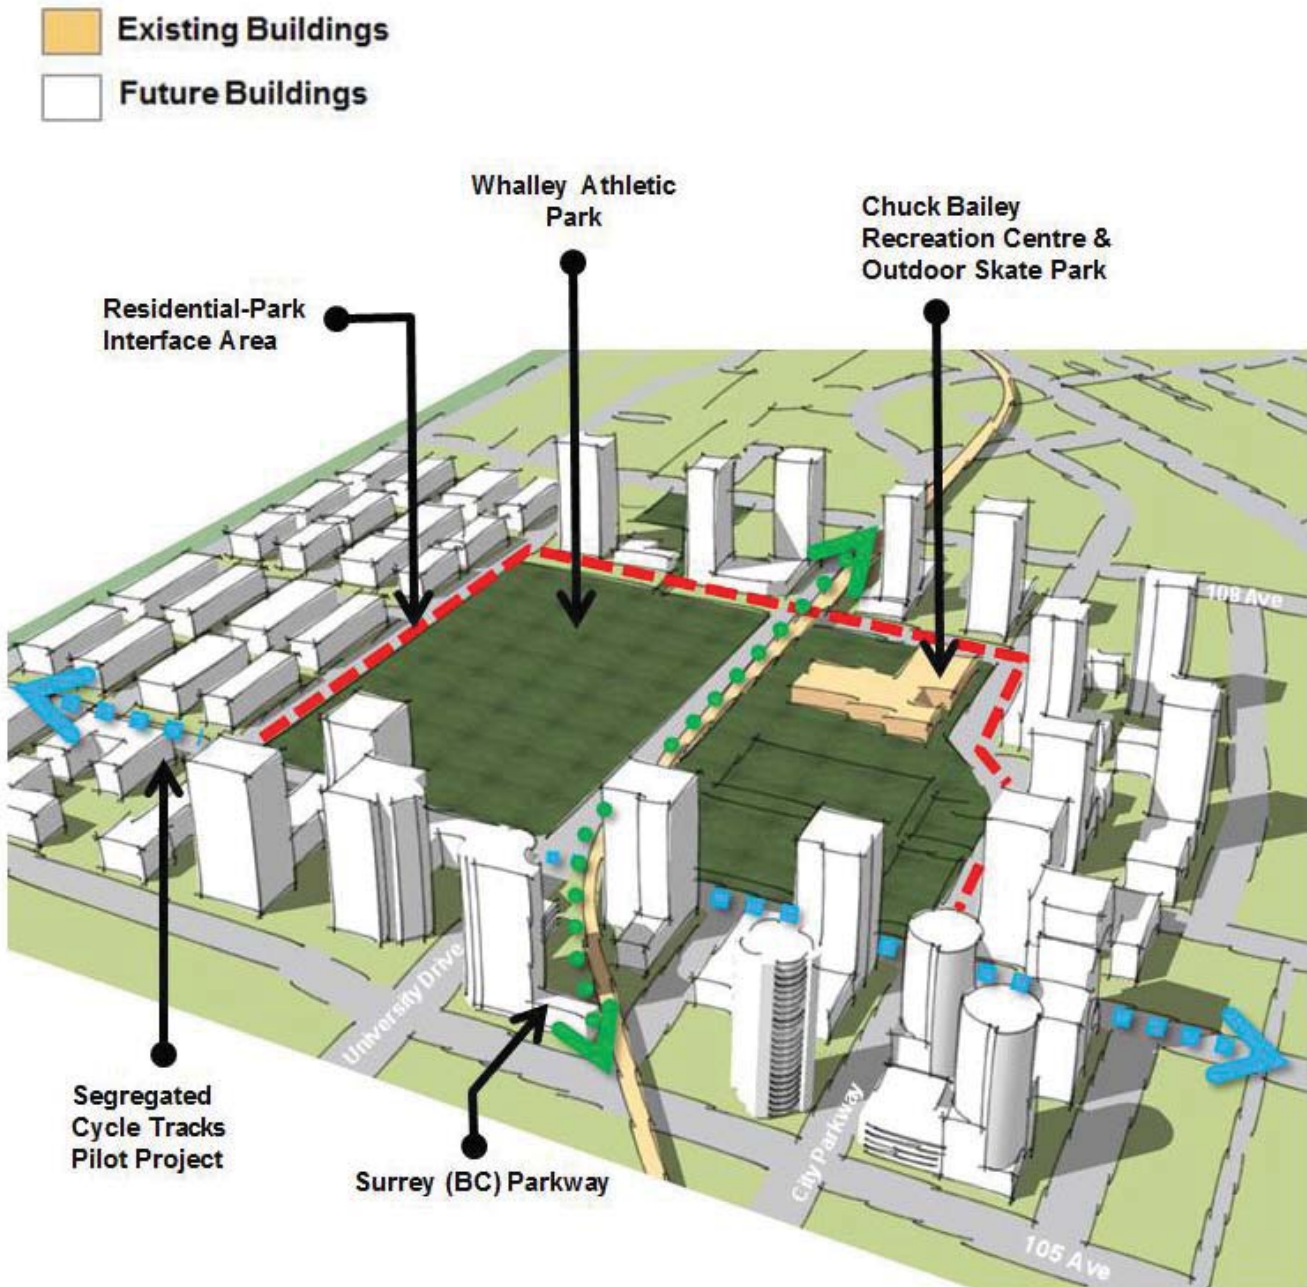 Existing Buildings
Future Buildings
Whalley Athletic
Park
Chuck Bailey
Recreation Centre &
Outdoor Skate Park
Residential-Park
Interface Area
108 Ave
University Drive
City Parkway
105 Ave
Segregated
Cycle Tracks
Pilot Project
Surrey (BC) Parkway